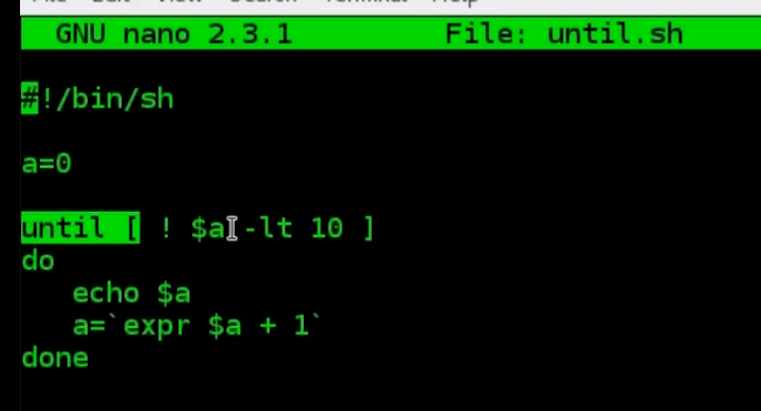 File Edit View Search Terminal Help
GNU nano 2.3.1 File: until.sh
#!/bin/sh
a=0
until [ ! $a -lt 10 ]
do
echo $a
a=`expr $a + 1`
done